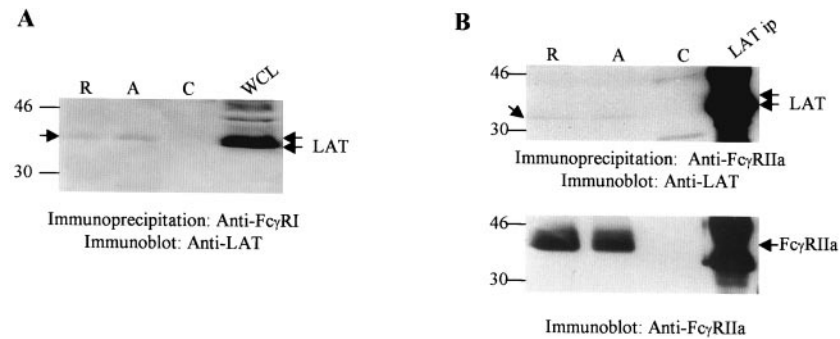 A
R A C WCL
46
LAT
30
Immunoprecipitation: Anti-FcγRI
Immunoblot: Anti-LAT
B
R A C LAT ip
46
LAT
30
Immunoprecipitation: Anti-FcγRIIa
Immunoblot: Anti-LAT
46
FcγRIIa
30
Immunoblot: Anti-FcγRIIa